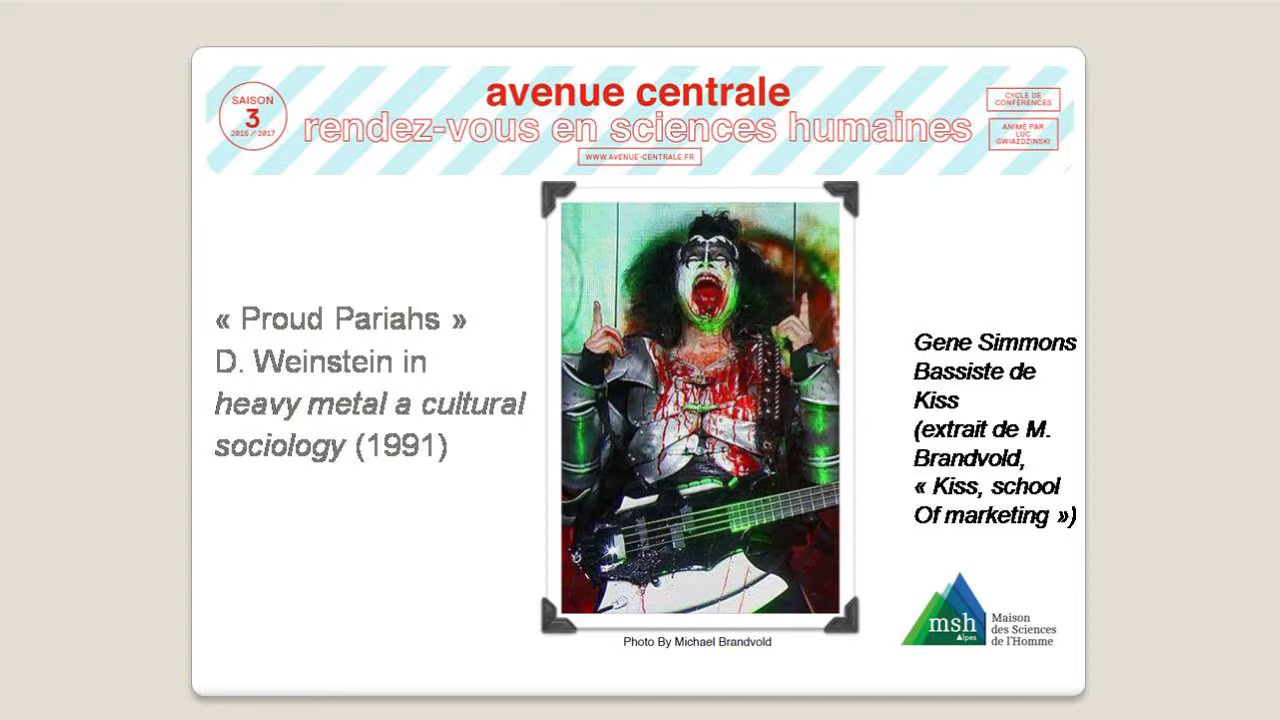 SAISON
3
2016 / 2017
avenue centrale
rendez-vous en sciences humaines
WWW.AVENUE-CENTRALE.FR
CYCLE DE
CONFÉRENCES
ANIMÉ PAR
LUC
GWIAZDZINSKI
« Proud Pariahs »
D. Weinstein in
heavy metal a cultural
sociology (1991)
Photo By Michael Brandvold
Gene Simmons
Bassiste de
Kiss
(extrait de M.
Brandvold,
« Kiss, school
Of marketing »)
msh
Alpes
Maison
des Sciences
de l'Homme